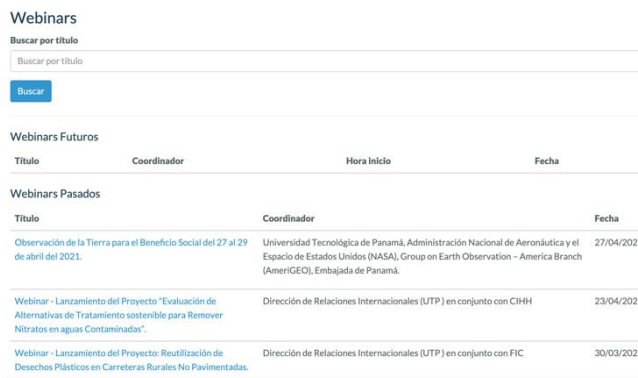 Webinars
Buscar por título
Buscar por título
Buscar
Webinars Futuros
Título Coordinador Hora inicio Fecha
Webinars Pasados
Título Coordinador Fecha
Observación de la Tierra para el Beneficio Social del 27 al 29 Universidad Tecnológica de Panamá, Administración Nacional de Aeronáutica y el 27/04/202
de abril del 2021. Espacio de Estados Unidos (NASA), Group on Earth Observation – America Branch
(AmeriGEO), Embajada de Panamá.
Webinar - Lanzamiento del Proyecto "Evaluación de Dirección de Relaciones Internacionales (UTP ) en conjunto con CIHH 23/04/202
Alternativas de Tratamiento sostenible para Remover
Nitratos en aguas Contaminadas".
Webinar - Lanzamiento del Proyecto: Reutilización de Dirección de Relaciones Internacionales (UTP ) en conjunto con FIC 30/03/202
Desechos Plásticos en Carreteras Rurales No Pavimentadas.